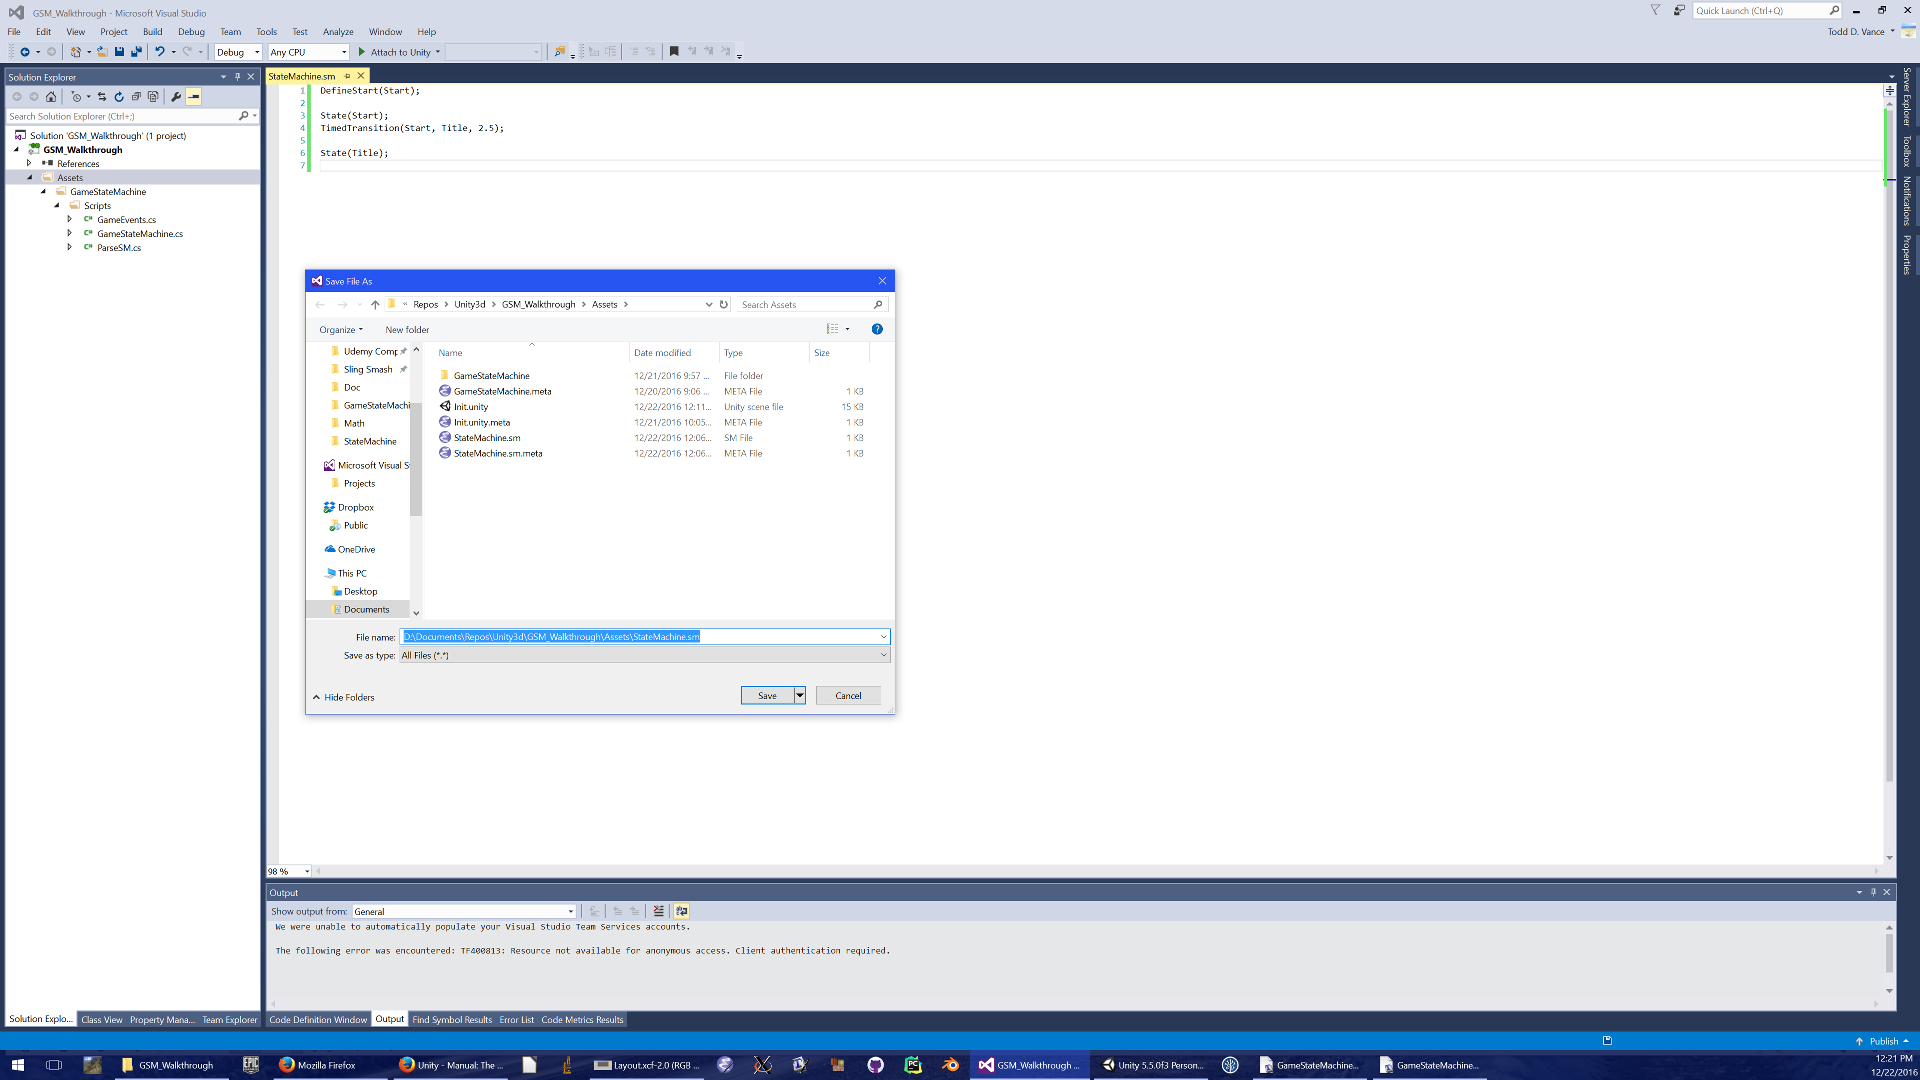 GSM_Walkthrough - Microsoft Visual Studio
Quick Launch (Ctrl+Q)
File Edit View Project Build Debug Team Tools Test Analyze Window Help
Todd D. Vance
Debug Any CPU Attach to Unity
Solution Explorer
Search Solution Explorer (Ctrl+;)
Solution 'GSM_Walkthrough' (1 project)
GSM_Walkthrough
References
Assets
GameStateMachine
Scripts
GameEvents.cs
GameStateMachine.cs
ParseSM.cs
StateMachine.sm
1 DefineStart(Start);
2
3 State(Start);
4 TimedTransition(Start, Title, 2.5);
5
6 State(Title);
7
Server Explorer
Toolbox
Notifications
Properties
Save File As
« Repos > Unity3d > GSM_Walkthrough > Assets >
Search Assets
Organize New folder
Udemy Comp
Sling Smash
Doc
GameStateMachi
Math
StateMachine
Microsoft Visual S
Projects
Dropbox
Public
OneDrive
This PC
Desktop
Documents
Name Date modified Type Size
GameStateMachine 12/21/2016 9:57 ... File folder
GameStateMachine.meta 12/20/2016 9:06 ... META File 1 KB
Init.unity 12/22/2016 12:11... Unity scene file 15 KB
Init.unity.meta 12/21/2016 10:05... META File 1 KB
StateMachine.sm 12/22/2016 12:06... SM File 1 KB
StateMachine.sm.meta 12/22/2016 12:06... META File 1 KB
File name: D:\Documents\Repos\Unity3d\GSM_Walkthrough\Assets\StateMachine.sm
Save as type: All Files (*.*)
Hide Folders
Save Cancel
98 %
Output
Show output from: General
We were unable to automatically populate your Visual Studio Team Services accounts.
The following error was encountered: TF400813: Resource not available for anonymous access. Client authentication required.
Solution Explo... Class View Property Mana... Team Explorer
Code Definition Window Output Find Symbol Results Error List Code Metrics Results
Publish
GSM_Walkthrough
EPIC
Mozilla Firefox
Unity - Manual: The ...
Layout.xcf-2.0 (RGB ...
PC
GSM_Walkthrough ...
Unity 5.5.0f3 Person...
GameStateMachine...
GameStateMachine...
12:21 PM
12/22/2016